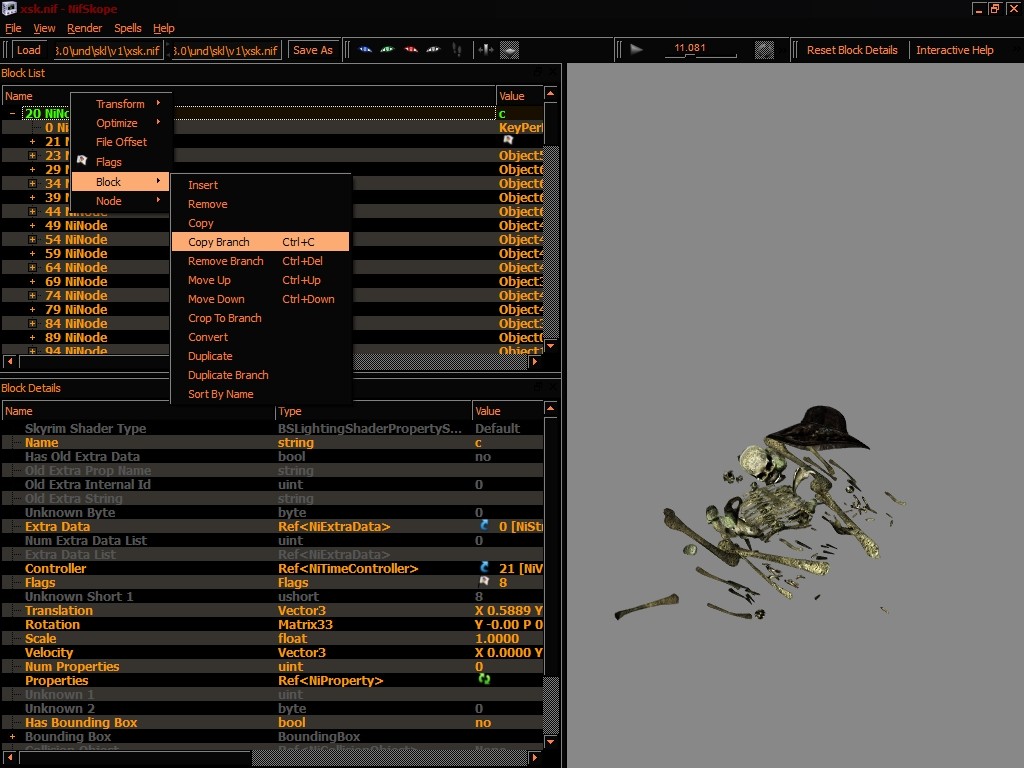 xsk.nif - NifSkope
File View Render Spells Help
Load 3.0\und\skl\v1\xsk.nif 3.0\und\skl\v1\xsk.nif Save As 11.081 Reset Block Details Interactive Help
Block List
Name Value
20 c
0 KeyPer
21
23 Object
29 Object
34 Object
39 Object
44 NiNode Object
49 NiNode Object
54 NiNode Object
59 NiNode Object
64 NiNode Object
69 NiNode Object
74 NiNode Object
79 NiNode Object
84 NiNode Object
89 NiNode Object
94 NiNode Object
Transform
Optimize
File Offset
Flags
Block
Node
Insert
Remove
Copy
Copy Branch Ctrl+C
Remove Branch Ctrl+Del
Move Up Ctrl+Up
Move Down Ctrl+Down
Crop To Branch
Convert
Duplicate
Duplicate Branch
Sort By Name
Block Details
Name Type Value
Skyrim Shader Type BSLightingShaderPropertyS... Default
Name string c
Has Old Extra Data bool no
Old Extra Prop Name string
Old Extra Internal Id uint 0
Old Extra String string
Unknown Byte byte 0
Extra Data Ref<NiExtraData> 0 [NiSt
Num Extra Data List uint 0
Extra Data List Ref<NiExtraData>
Controller Ref<NiTimeController> 21 [NiV
Flags Flags 8
Unknown Short 1 ushort 8
Translation Vector3 X 0.5889 Y
Rotation Matrix33 Y -0.00 P 0
Scale float 1.0000
Velocity Vector3 X 0.0000 Y
Num Properties uint 0
Properties Ref<NiProperty>
Unknown 1 uint
Unknown 2 byte 0
Has Bounding Box bool no
Bounding Box BoundingBox
Collision Object Ref<NiCollisionObject>